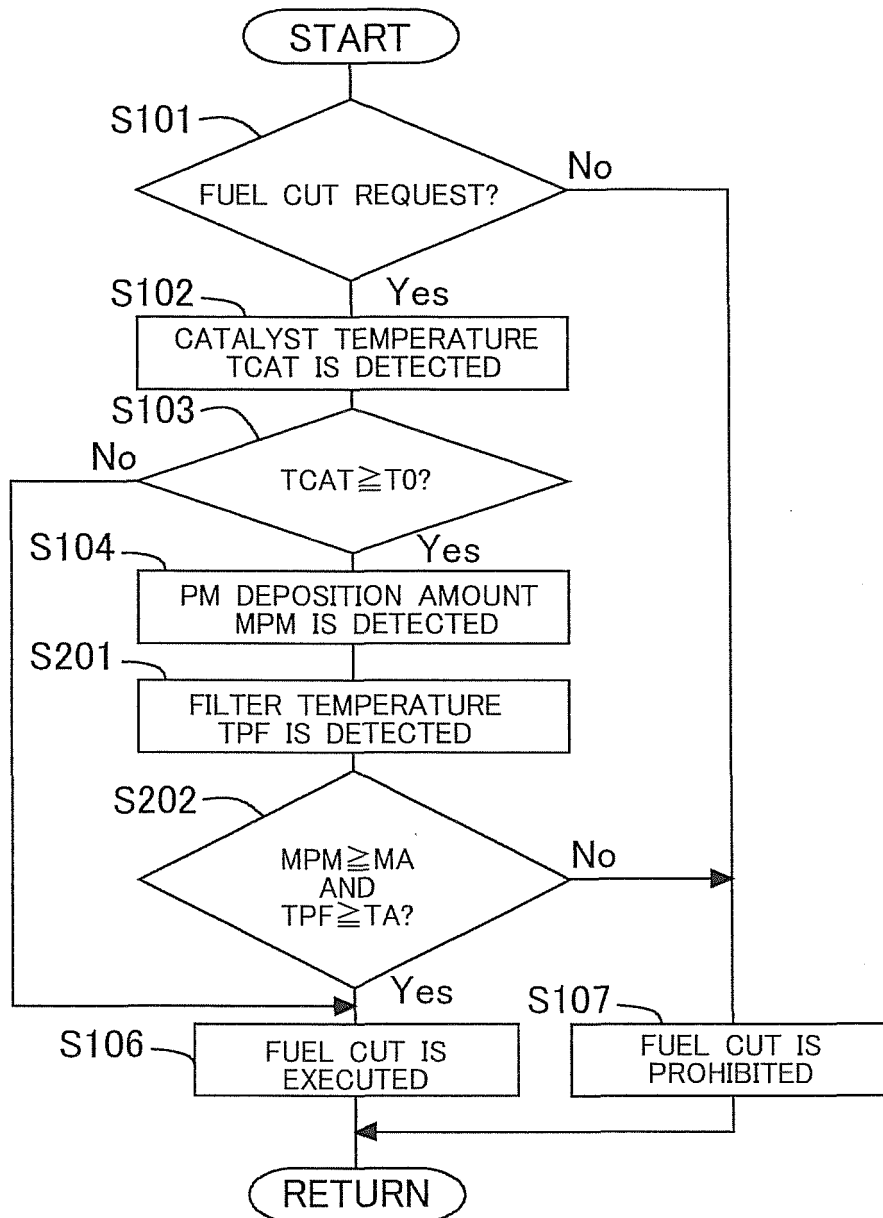 START
S101
FUEL CUT REQUEST?
No
Yes
S102
CATALYST TEMPERATURE
TCAT IS DETECTED
S103
No
TCAT≧T0?
Yes
S104
PM DEPOSITION AMOUNT
MPM IS DETECTED
S201
FILTER TEMPERATURE
TPF IS DETECTED
S202
MPM≧MA
AND
TPF≧TA?
No
Yes
S106
FUEL CUT IS
EXECUTED
S107
FUEL CUT IS
PROHIBITED
RETURN